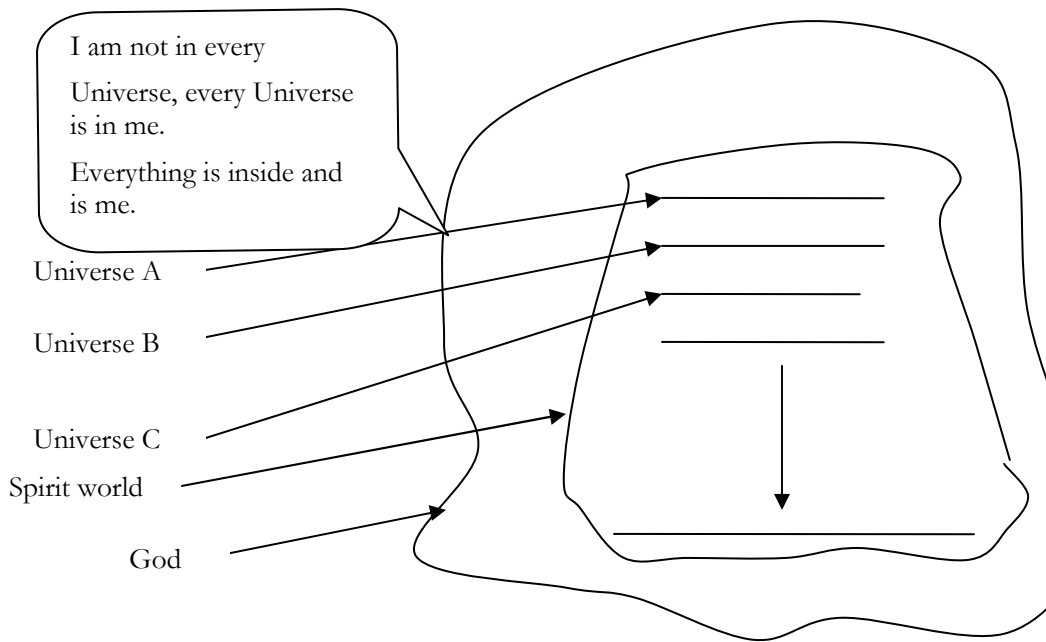 I am not in every
Universe, every Universe
is in me.
Everything is inside and
is me.
Universe A
Universe B
Universe C
Spirit world
God